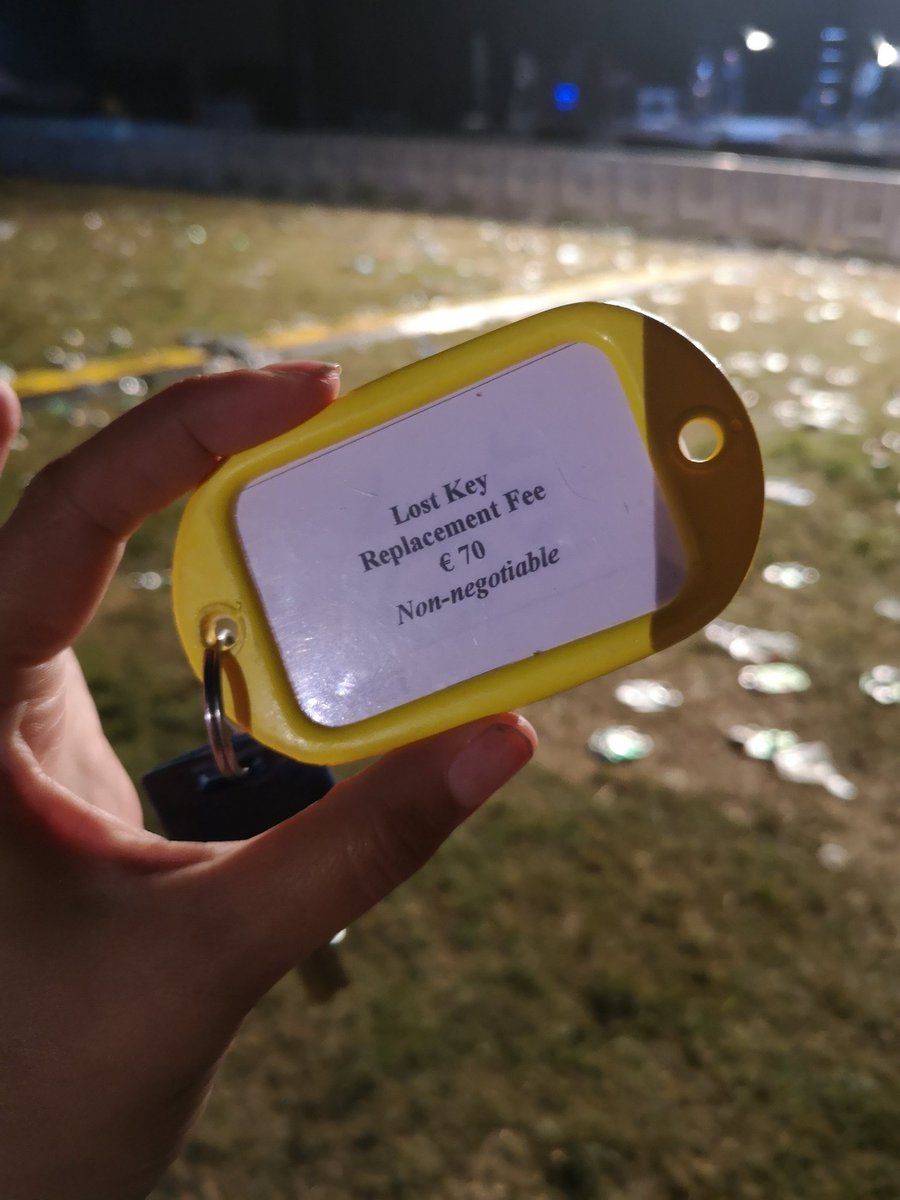 Lost Key
Replacement Fee
€ 70
Non-negotiable